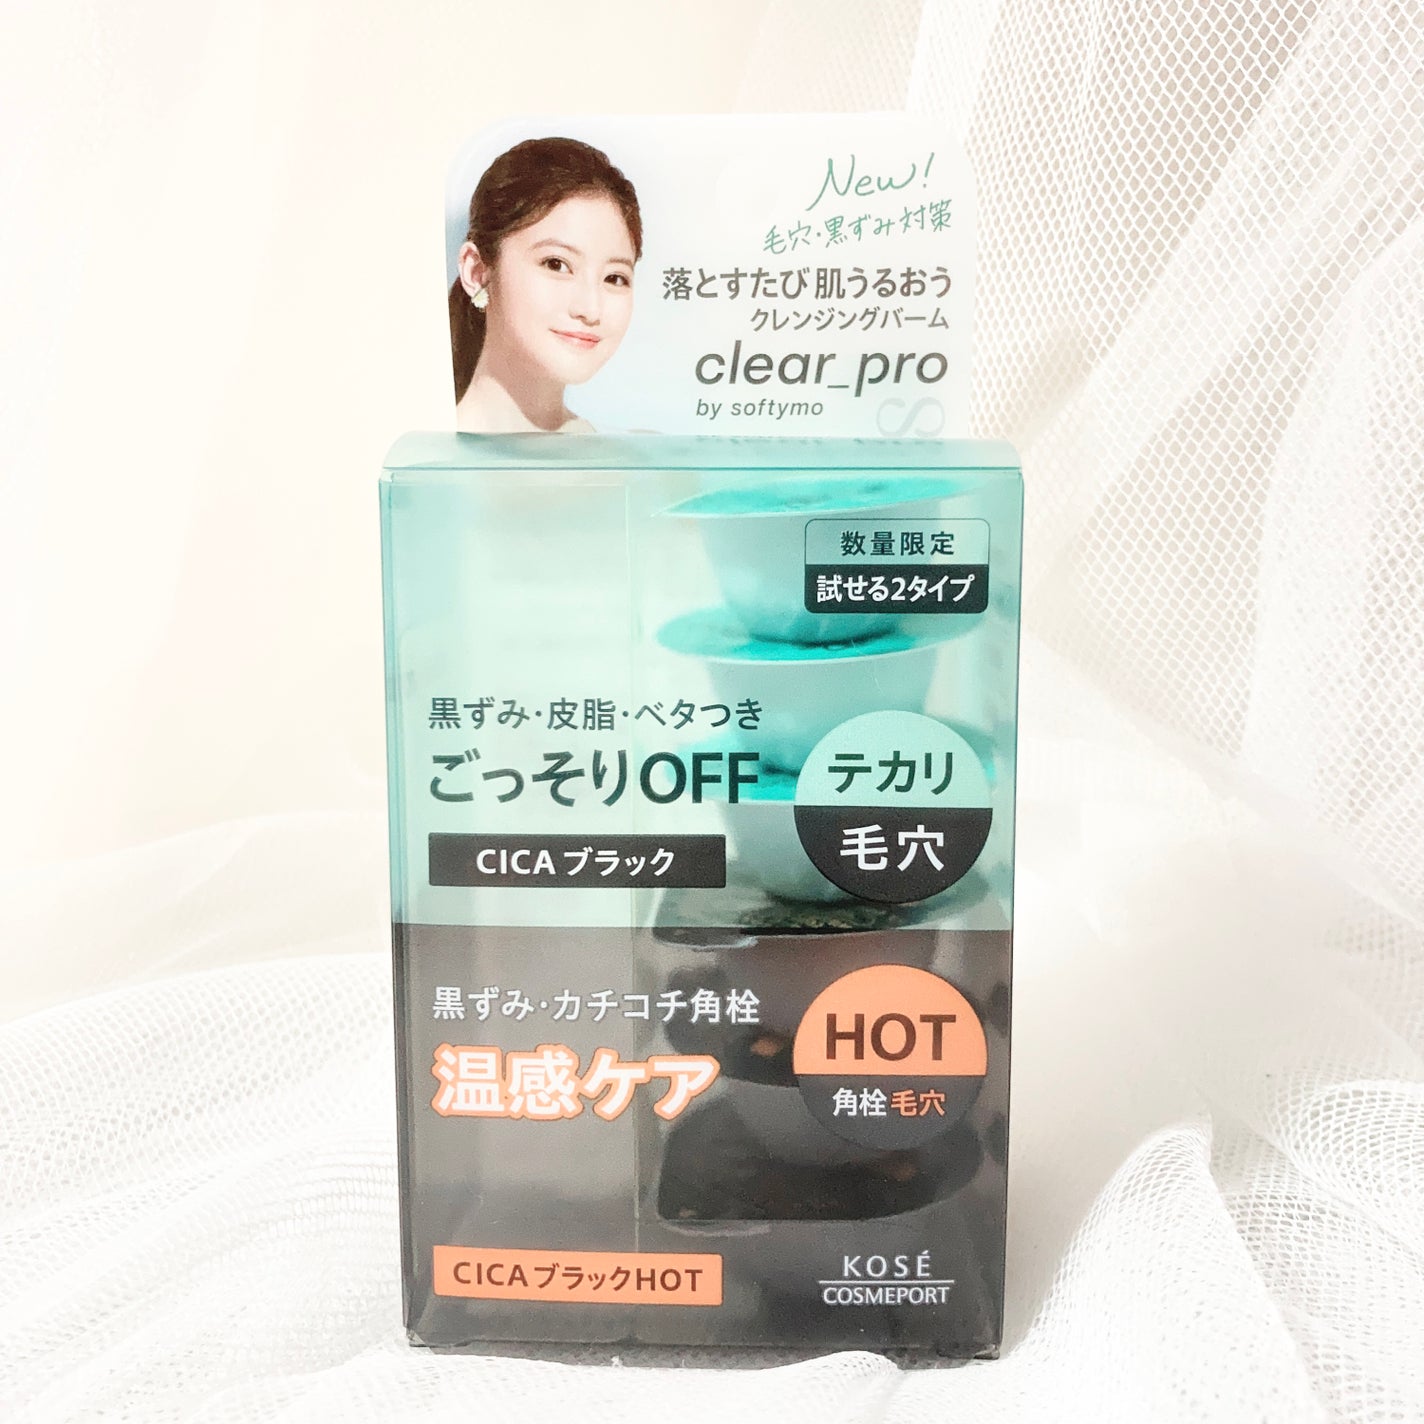 New!
毛穴・黒ずみ対策
落とすたび肌うるおう
クレンジングバーム
clear_pro
by softymo
数量限定
試せる2タイプ
黒ずみ・皮脂・ベタつき
ごっそりOFF
CICAブラック
テカリ
毛穴
黒ずみ・カチコチ角栓
温感ケア
CICAブラックHOT
HOT
角栓毛穴
KOSÉ
COSMEPORT